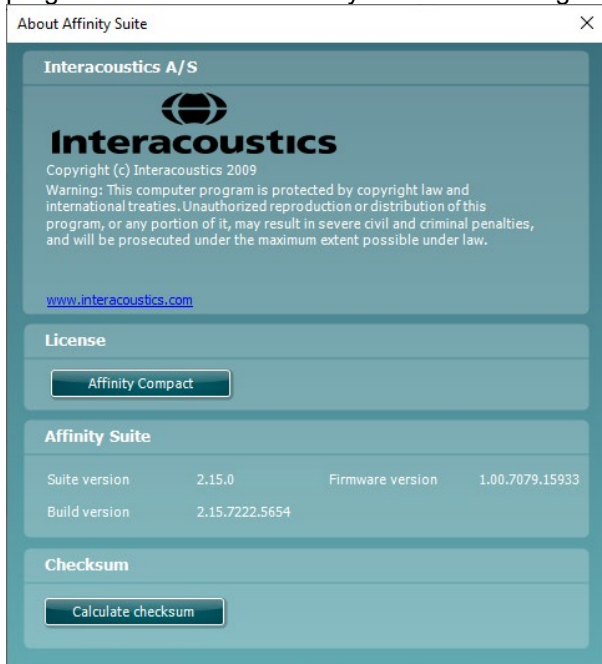 About Affinity Suite
Interacoustics A/S
Interacoustics
Copyright (c) Interacoustics 2009
Warning: This computer program is protected by copyright law and
international treaties. Unauthorized reproduction or distribution of this
program, or any portion of it, may result in severe civil and criminal penalties,
and will be prosecuted under the maximum extent possible under law.
www.interacoustics.com
License
Affinity Compact
Affinity Suite
Suite version 2.15.0 Firmware version 1.00.7079.15933
Build version 2.15.7222.5654
Checksum
Calculate checksum